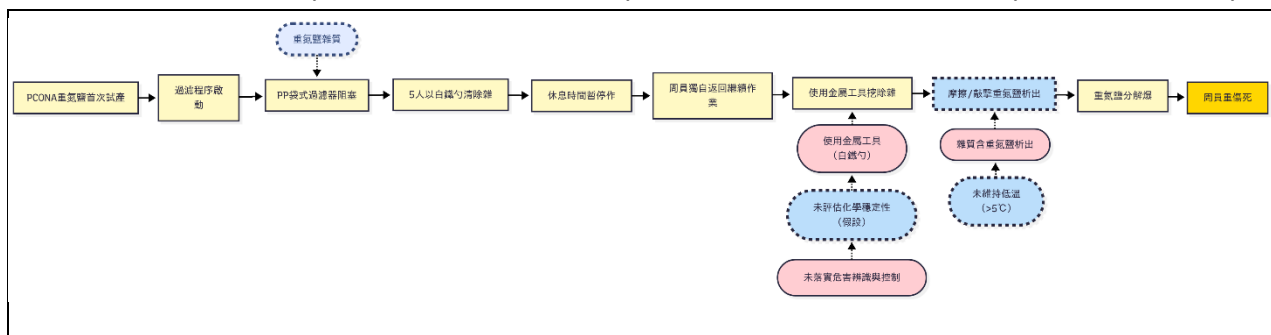 重氮鹽雜質
PCONA重氮鹽首次試產
過濾程序啟
動
PP袋式過濾器阻塞
5人以白鐵勺清除雜
休息時間暫停作
周員獨自返回繼續作
業
使用金屬工具挖除雜
摩擦/敲擊重氮鹽析出
重氮鹽分解爆
周員重傷死
使用金屬工具
(白鐵勺)
雜質含重氮鹽析出
未評估化學穩定性
(假設)
未維持低溫
(>5℃)
未落實危害辨識與控制